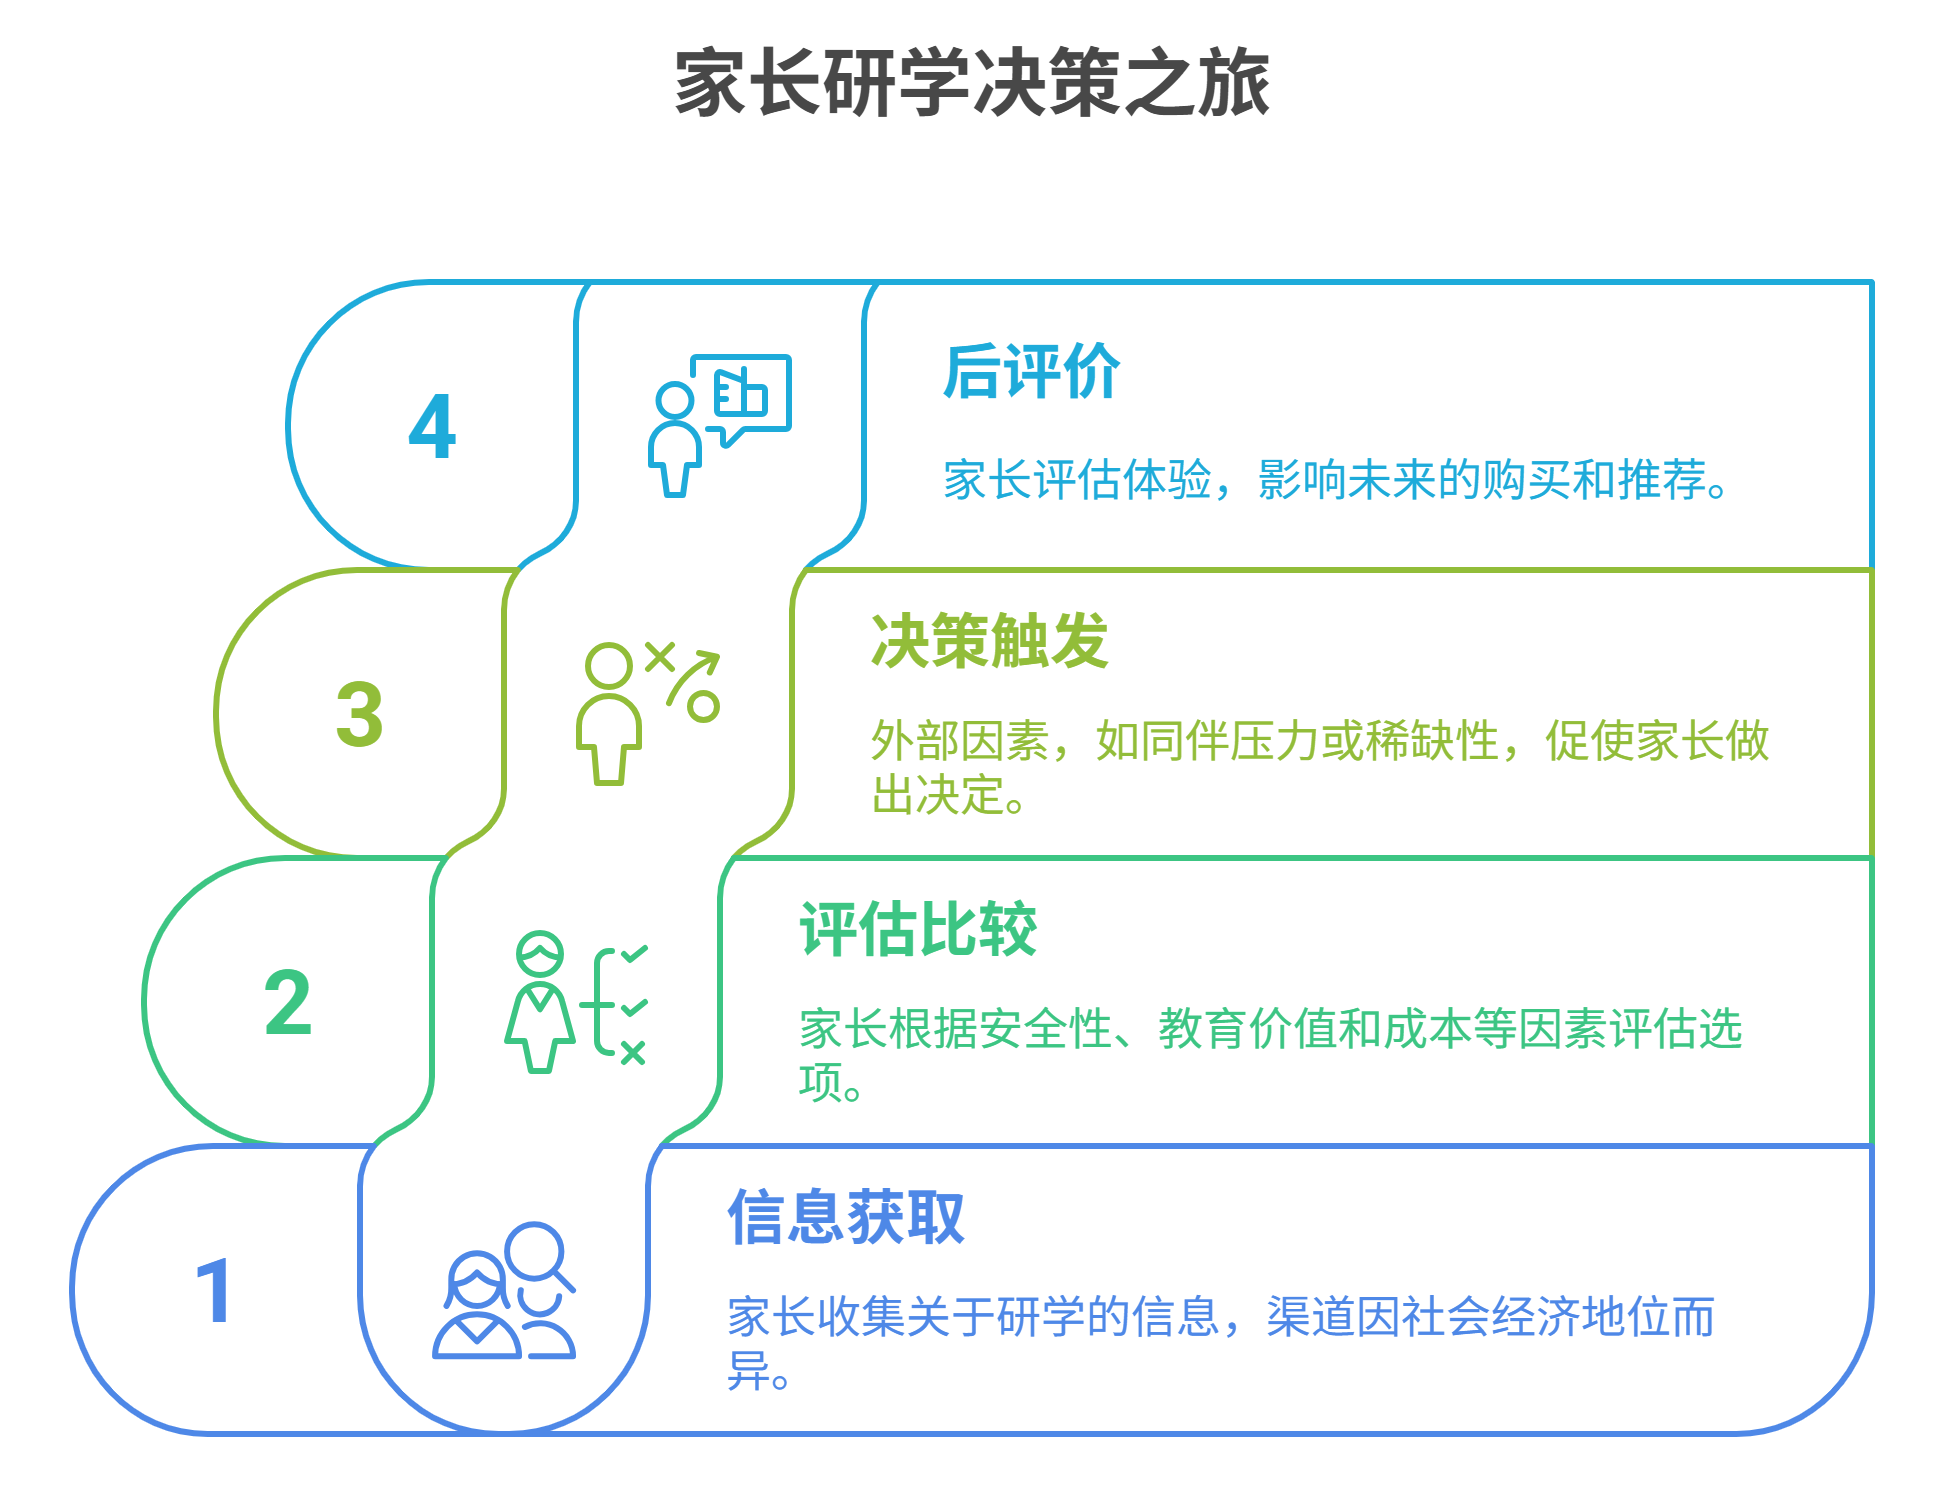 家长研学决策之旅
4
后评价
家长评估体验，影响未来的购买和推荐。
3
决策触发
外部因素，如同伴压力或稀缺性，促使家长做
出决定。
2
评估比较
家长根据安全性、教育价值和成本等因素评估选
项。
1
信息获取
家长收集关于研学的信息，渠道因社会经济地位而
异。